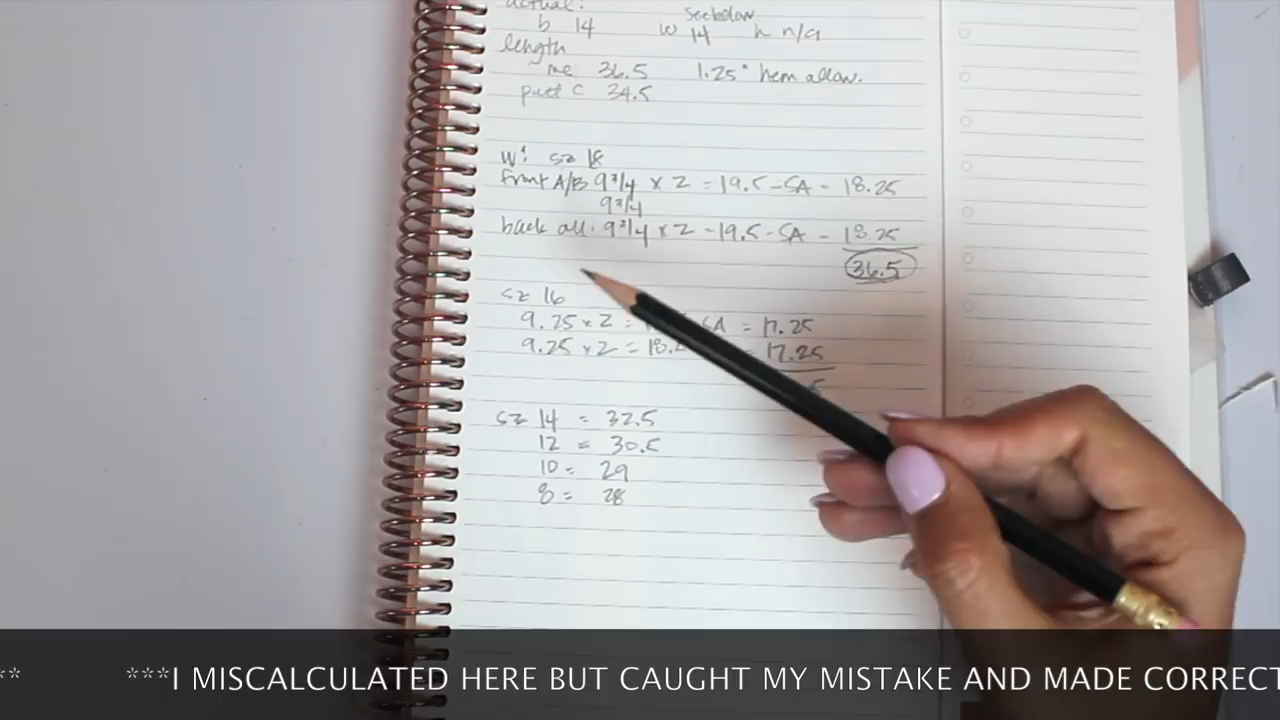 actual:
see below
b 14 w 14 h n/a
length
me 36.5 1.25" hem allow.
patt C 34.5
W: sz 18
front A/B 9 3/4 x 2 = 19.5 - SA = 18.25
9 3/4
back all: 9 3/4 x 2 = 19.5 - SA = 18.25
36.5
sz 16
9.25 x 2 = SA = 17.25
9.25 x 2 = 18. 17.25
sz 14 = 32.5
12 = 30.5
10 = 29
8 = 28
** ***I MISCALCULATED HERE BUT CAUGHT MY MISTAKE AND MADE CORRECT